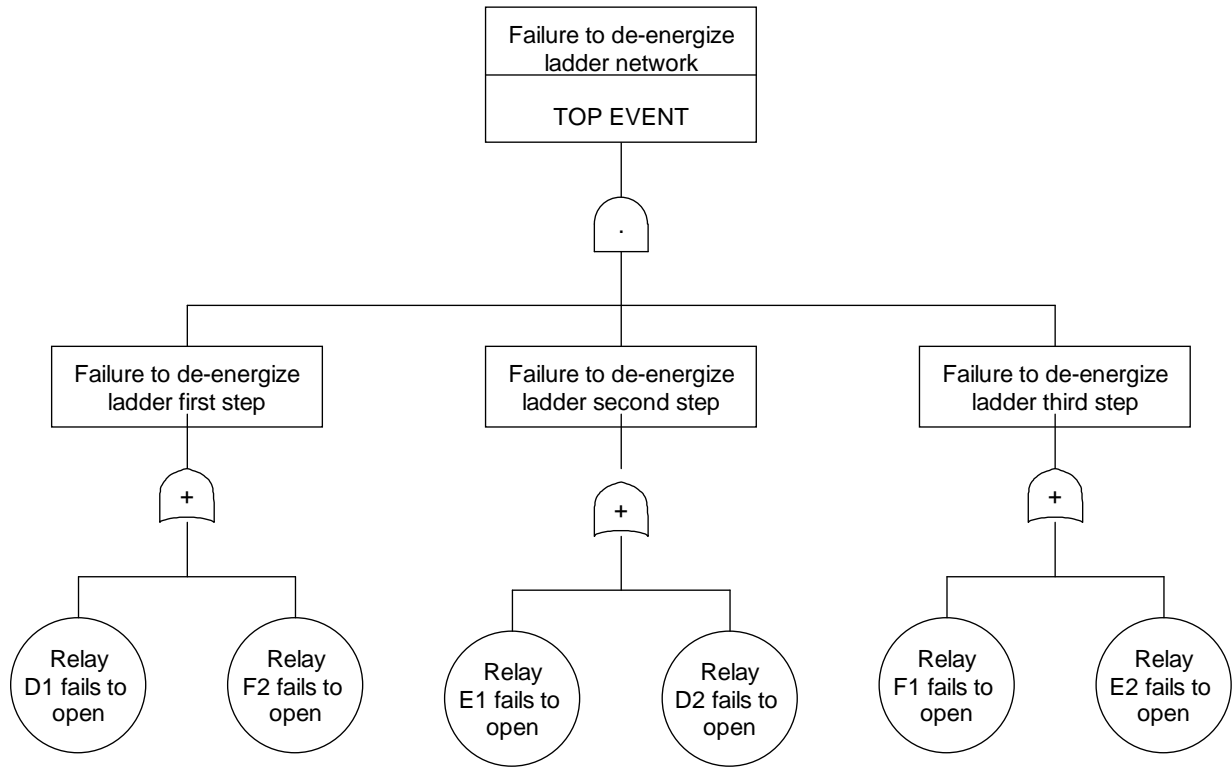 Failure to de-energize
ladder network
TOP EVENT
.
Failure to de-energize
ladder first step
Failure to de-energize
ladder second step
Failure to de-energize
ladder third step
+
+
+
Relay
D1 fails to
open
Relay
F2 fails to
open
Relay
E1 fails to
open
Relay
D2 fails to
open
Relay
F1 fails to
open
Relay
E2 fails to
open